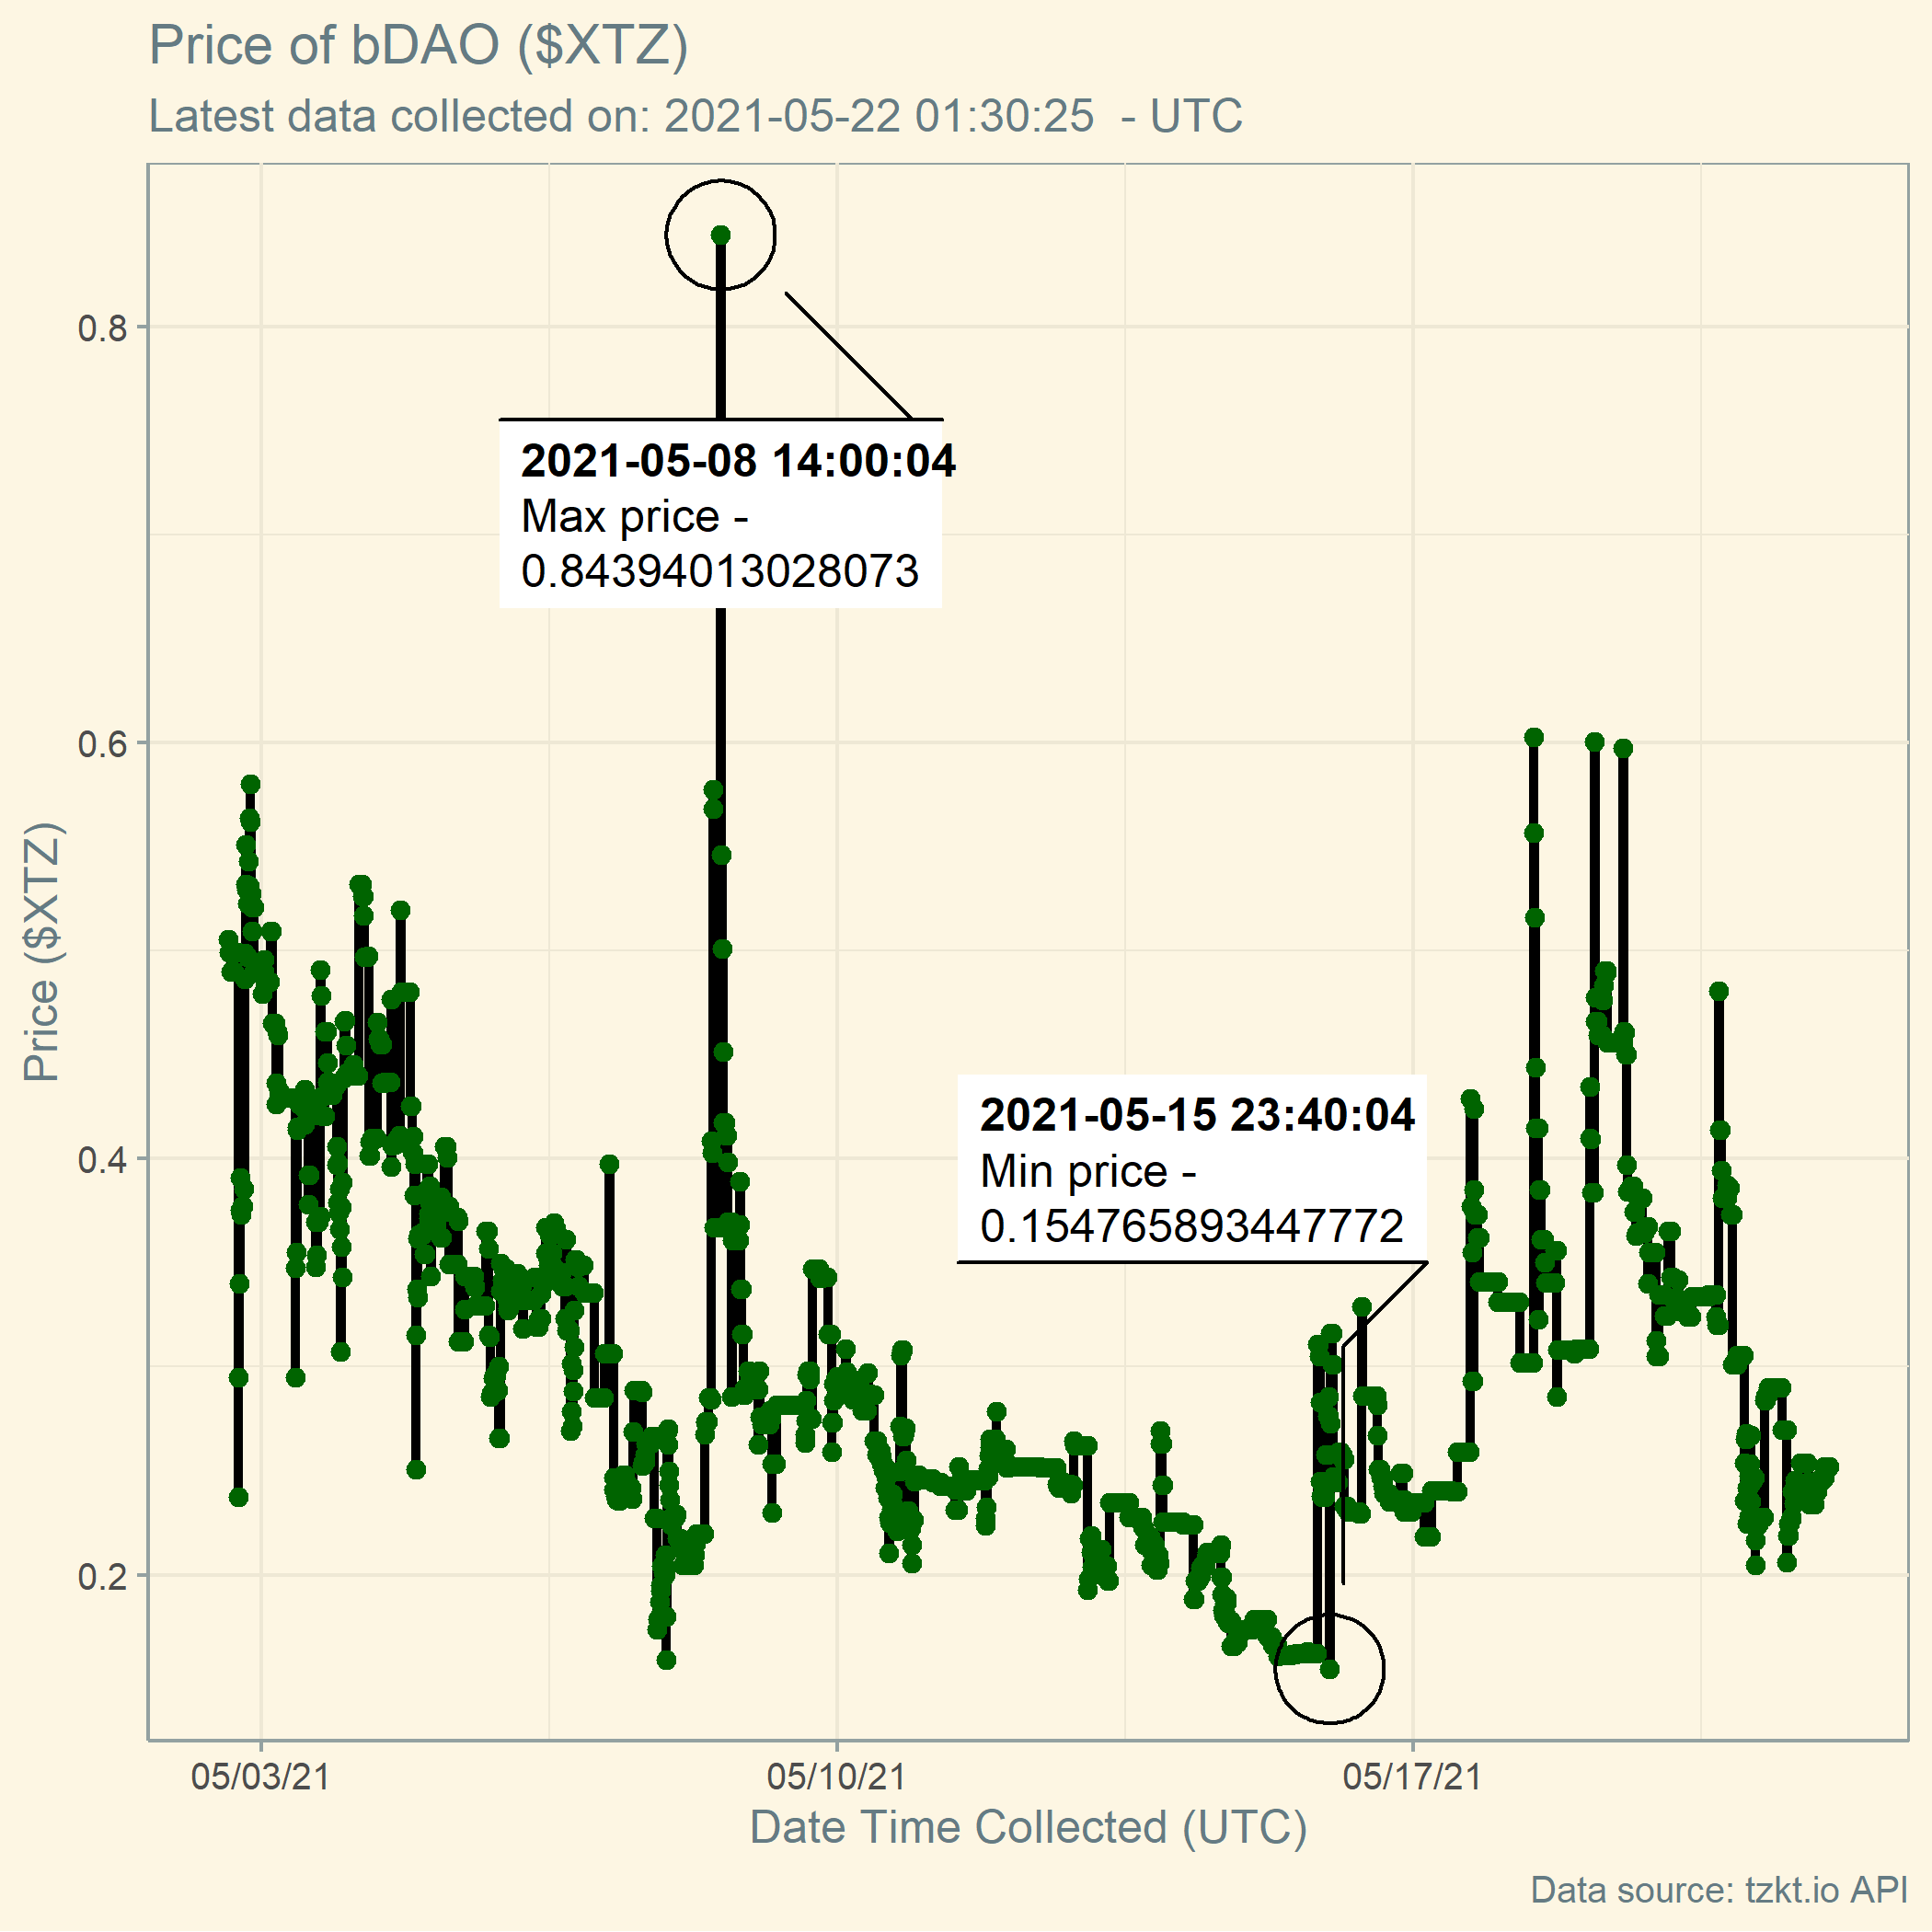 Price of bDAO ($XTZ)
Latest data collected on: 2021-05-22 01:30:25  - UTC
2021-05-08 14:00:04
Max price -
0.84394013028073
2021-05-15 23:40:04
Min price -
0.154765893447772
Price ($XTZ)
0.8
0.6
0.4
0.2
05/03/21
05/10/21
05/17/21
Date Time Collected (UTC)
Data source: tzkt.io API